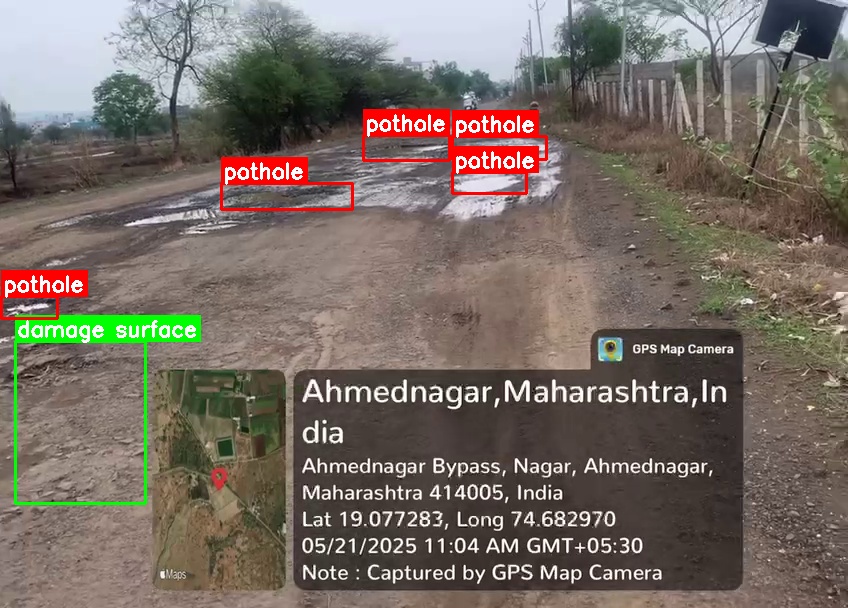 pothole
pothole
pothole
pothole
pothole
damage surface
GPS Map Camera
Ahmednagar,Maharashtra,In
dia
Ahmednagar Bypass, Nagar, Ahmednagar,
Maharashtra 414005, India
Lat 19.077283, Long 74.682970
05/21/2025 11:04 AM GMT+05:30
Note : Captured by GPS Map Camera
Maps